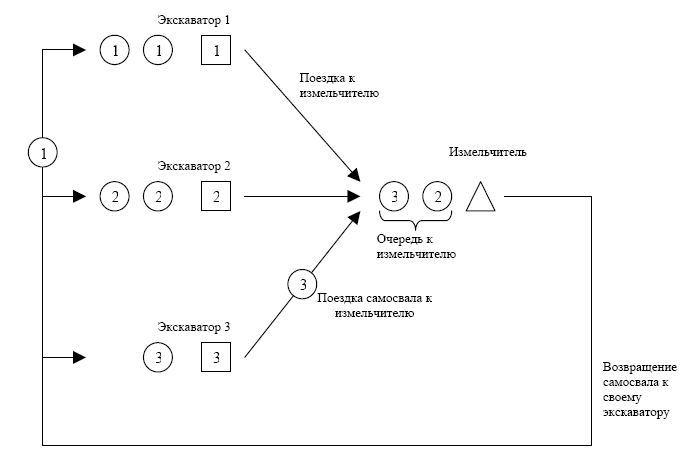 Экскаватор 1
1 1 1
Поездка к
измельчителю
1
Экскаватор 2
Измельчитель
2 2 2
3 2
Очередь к
измельчителю
3
Поездка самосвала к
измельчителю
Экскаватор 3
3 3
Возвращение
самосвала к
своему
экскаватору